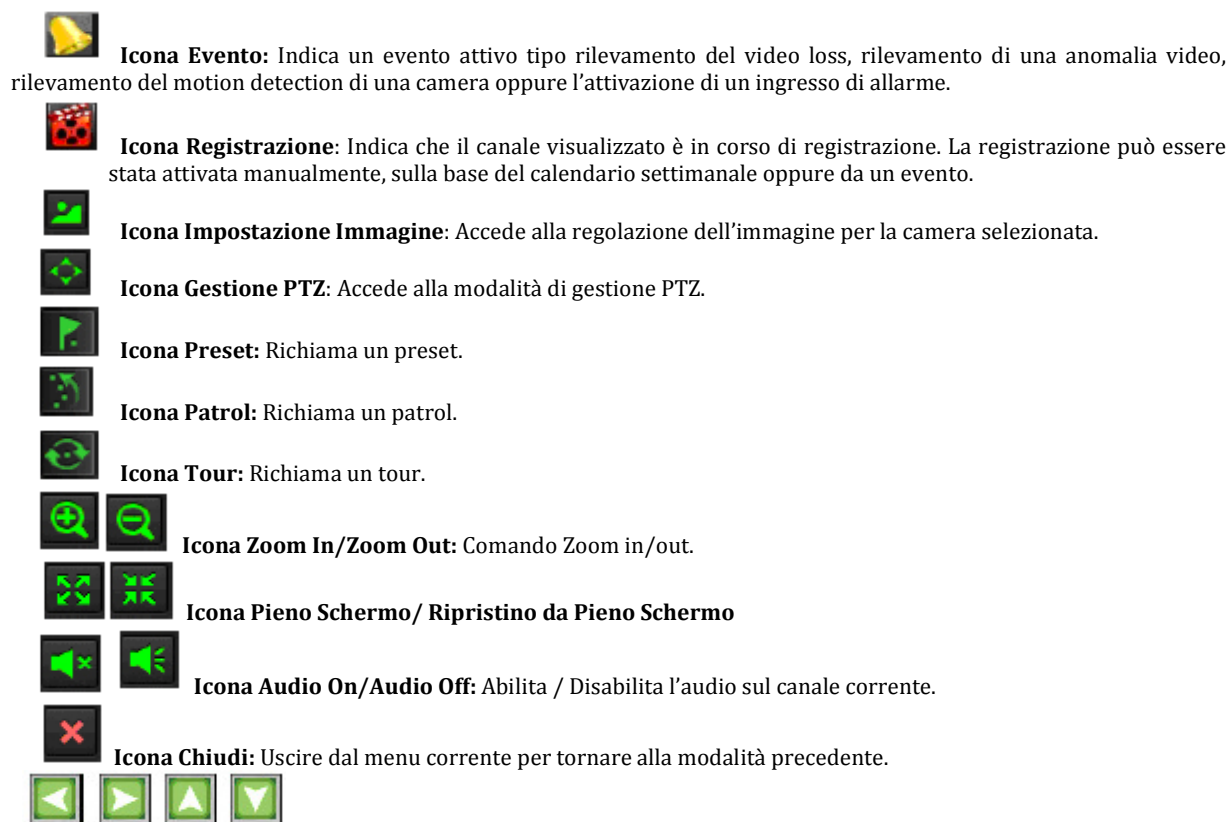 Icona Evento: Indica un evento attivo tipo rilevamento del video loss, rilevamento di una anomalia video,
rilevamento del motion detection di una camera oppure l’attivazione di un ingresso di allarme.
Icona Registrazione: Indica che il canale visualizzato è in corso di registrazione. La registrazione può essere
stata attivata manualmente, sulla base del calendario settimanale oppure da un evento.
Icona Impostazione Immagine: Accede alla regolazione dell’immagine per la camera selezionata.
Icona Gestione PTZ: Accede alla modalità di gestione PTZ.
Icona Preset: Richiama un preset.
Icona Patrol: Richiama un patrol.
Icona Tour: Richiama un tour.
Icona Zoom In/Zoom Out: Comando Zoom in/out.
Icona Pieno Schermo/ Ripristino da Pieno Schermo
Icona Audio On/Audio Off: Abilita / Disabilita l’audio sul canale corrente.
Icona Chiudi: Uscire dal menu corrente per tornare alla modalità precedente.